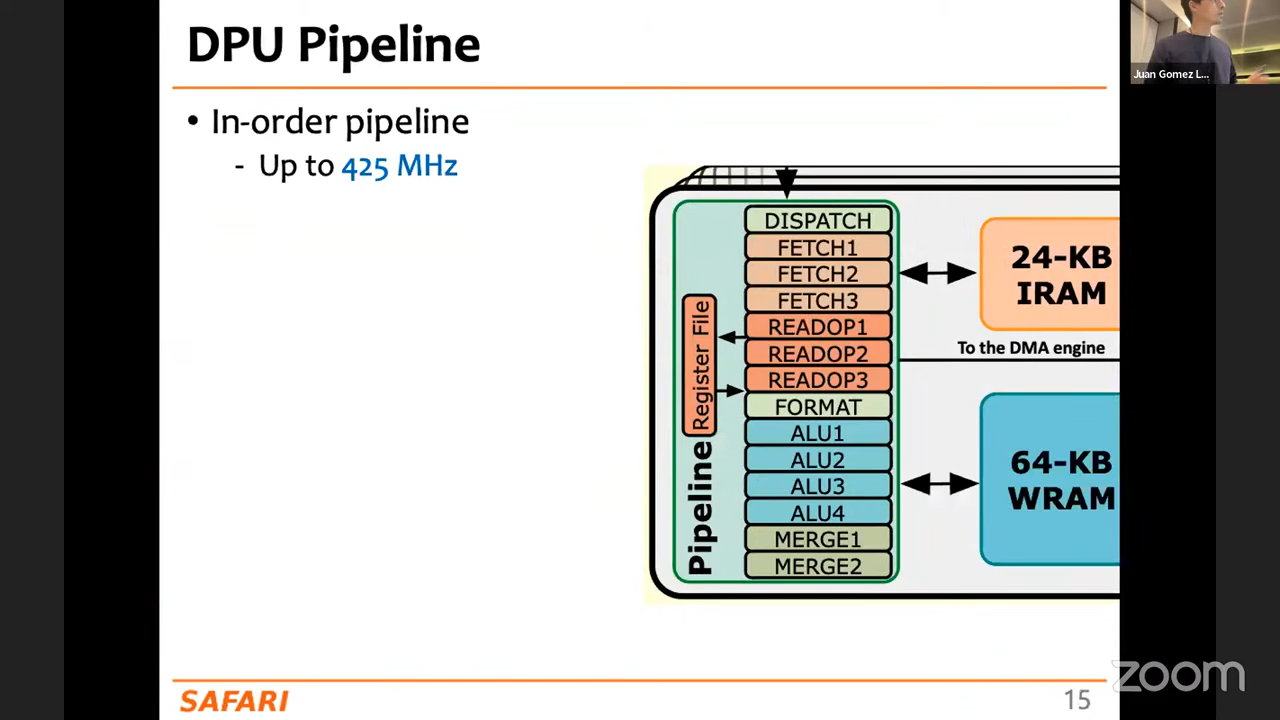 DPU Pipeline
Juan Gomez L...
• In-order pipeline
- Up to 425 MHz
DISPATCH
FETCH1
FETCH2
FETCH3
READOP1
READOP2
READOP3
FORMAT
ALU1
ALU2
ALU3
ALU4
MERGE1
MERGE2
Register File
Pipeline
24-KB
IRAM
To the DMA engine
64-KB
WRAM
SAFARI
15
zoom